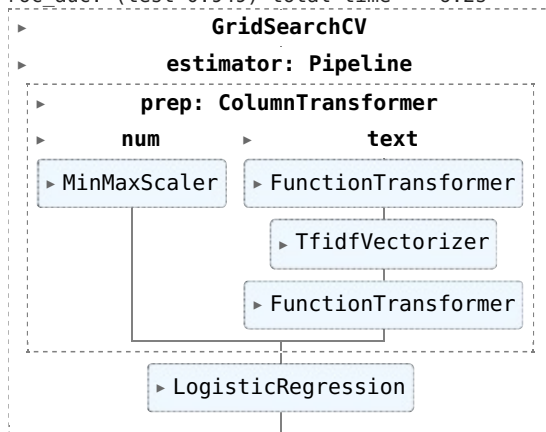 GridSearchCV
estimator: Pipeline
prep: ColumnTransformer
num text
MinMaxScaler FunctionTransformer
TfidfVectorizer
FunctionTransformer
LogisticRegression